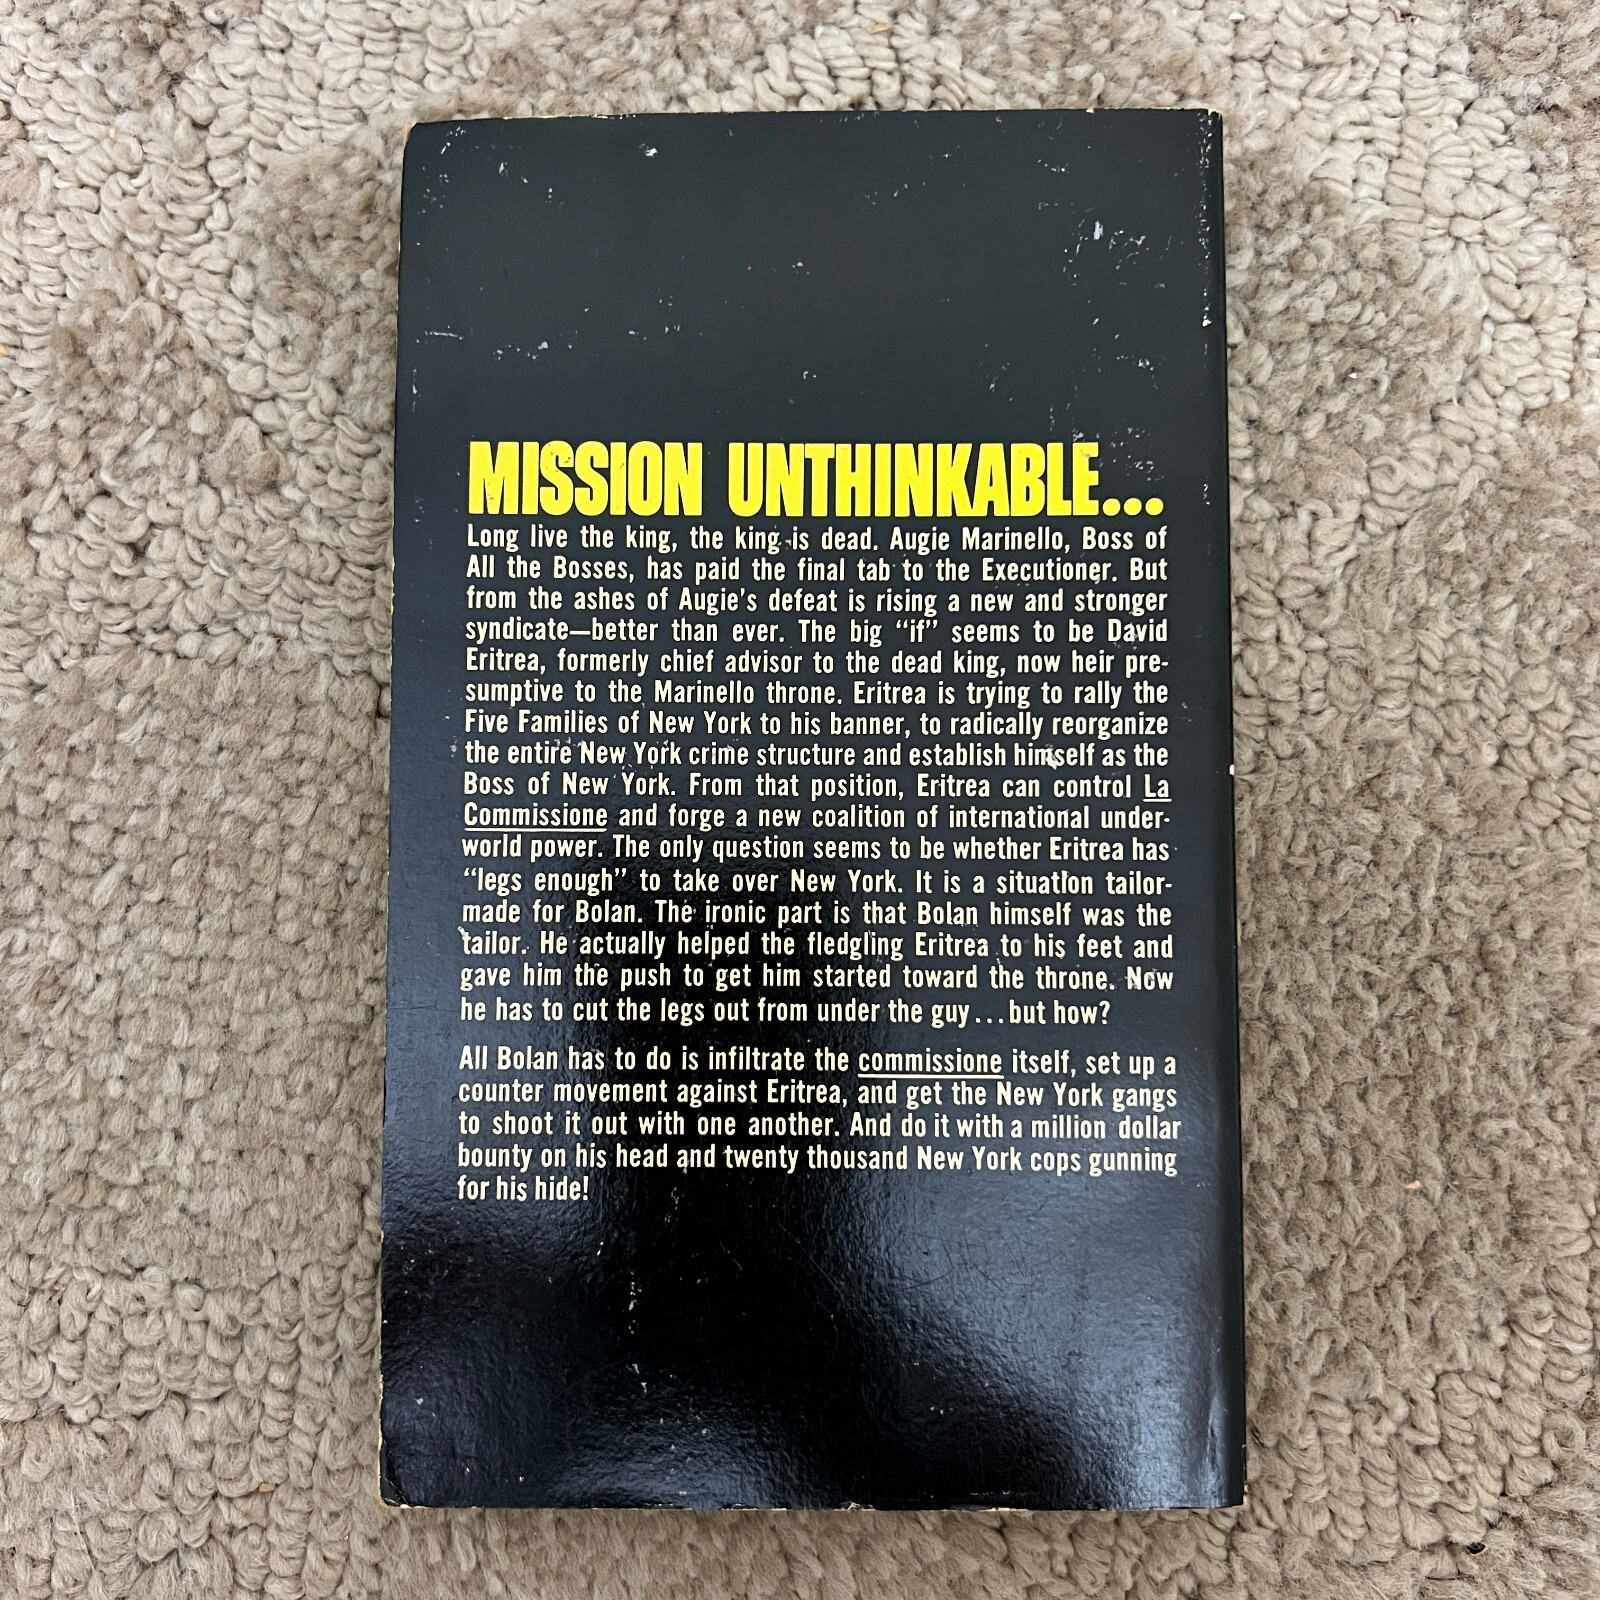 MISSION UNTHINKABLE...
Long live the king, the king is dead. Augie Marinello, Boss of
All the Bosses, has paid the final tab to the Executioner. But
from the ashes of Augie's defeat is rising a new and stronger
syndicate—better than ever. The big “if” seems to be David
Eritrea, formerly chief advisor to the dead king, now heir pre-
sumptive to the Marinello throne. Eritrea is trying to rally the
Five Families of New York to his banner, to radically reorganize
the entire New York crime structure and establish himself as the
Boss of New York. From that position, Eritrea can control La
Commissione and forge a new coalition of international under-
world power. The only question seems to be whether Eritrea has
“legs enough” to take over New York. It is a situation tailor-
made for Bolan. The ironic part is that Bolan himself was the
tailor. He actually helped the fledgling Eritrea to his feet and
gave him the push to get him started toward the throne. Now
he has to cut the legs out from under the guy...but how?
All Bolan has to do is infiltrate the commissione itself, set up a
counter movement against Eritrea, and get the New York gangs
to shoot it out with one another. And do it with a million dollar
bounty on his head and twenty thousand New York cops gunning
for his hide!